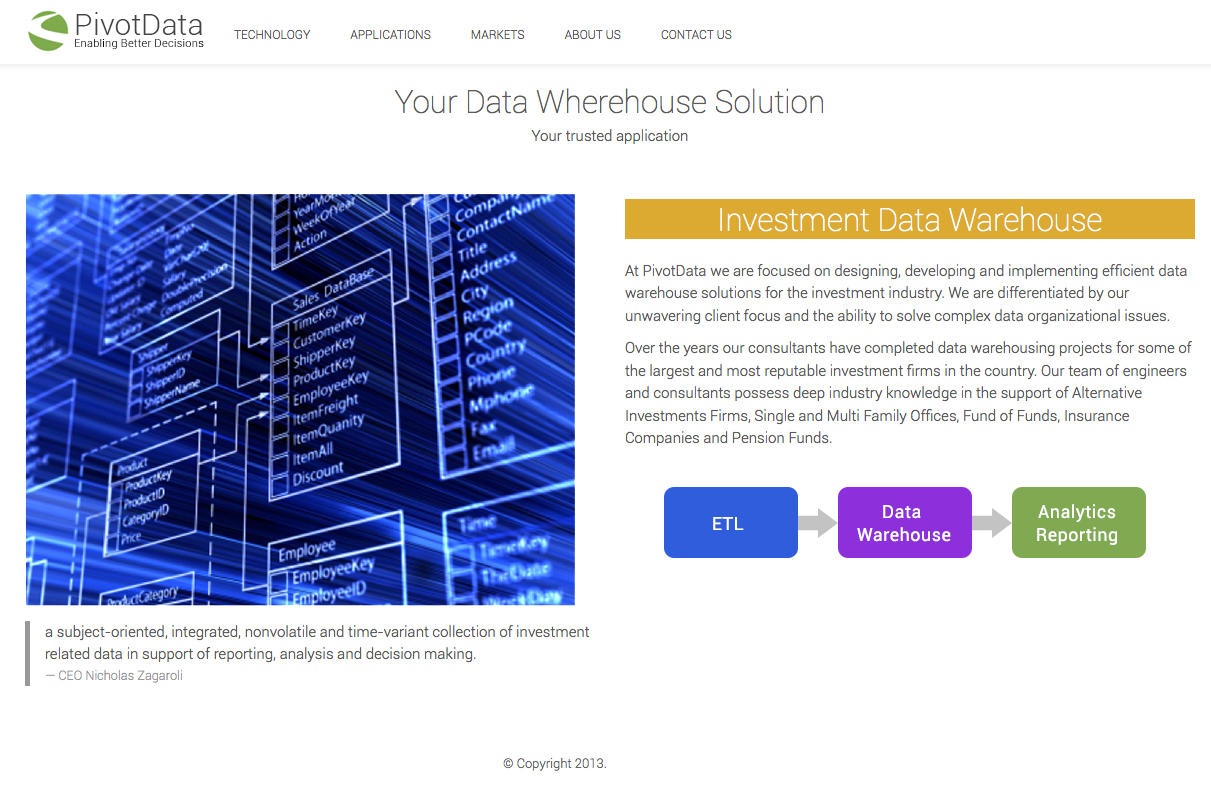 PivotData
Enabling Better Decisions
TECHNOLOGY
APPLICATIONS
MARKETS
ABOUT US
CONTACT US
Your Data Wherehouse Solution
Your trusted application
YearMonth
WeekOfYear
Action
ContactName
Title
Address
City
Region
PCode
Country
Phone
Mphone
Fax
Email
DoublePrecision
Computed
Sales DataBase
TimeKey
CustomerKey
ShipperKey
ProductKey
EmployeeKey
ItemFreight
ItemQuanity
ItemAll
Discount
Shipper
ShipperKey
ShipperID
ShipperName
Product
ProductKey
ProductID
CategoryID
Price
ProductCategory
Employee
EmployeeKey
EmployeeID
Time
TimeKey
TheDate
a subject-oriented, integrated, nonvolatile and time-variant collection of investment
related data in support of reporting, analysis and decision making.
— CEO Nicholas Zagaroli
Investment Data Warehouse
At PivotData we are focused on designing, developing and implementing efficient data
warehouse solutions for the investment industry. We are differentiated by our
unwavering client focus and the ability to solve complex data organizational issues.
Over the years our consultants have completed data warehousing projects for some of
the largest and most reputable investment firms in the country. Our team of engineers
and consultants possess deep industry knowledge in the support of Alternative
Investments Firms, Single and Multi Family Offices, Fund of Funds, Insurance
Companies and Pension Funds.
ETL
Data
Warehouse
Analytics
Reporting
© Copyright 2013.